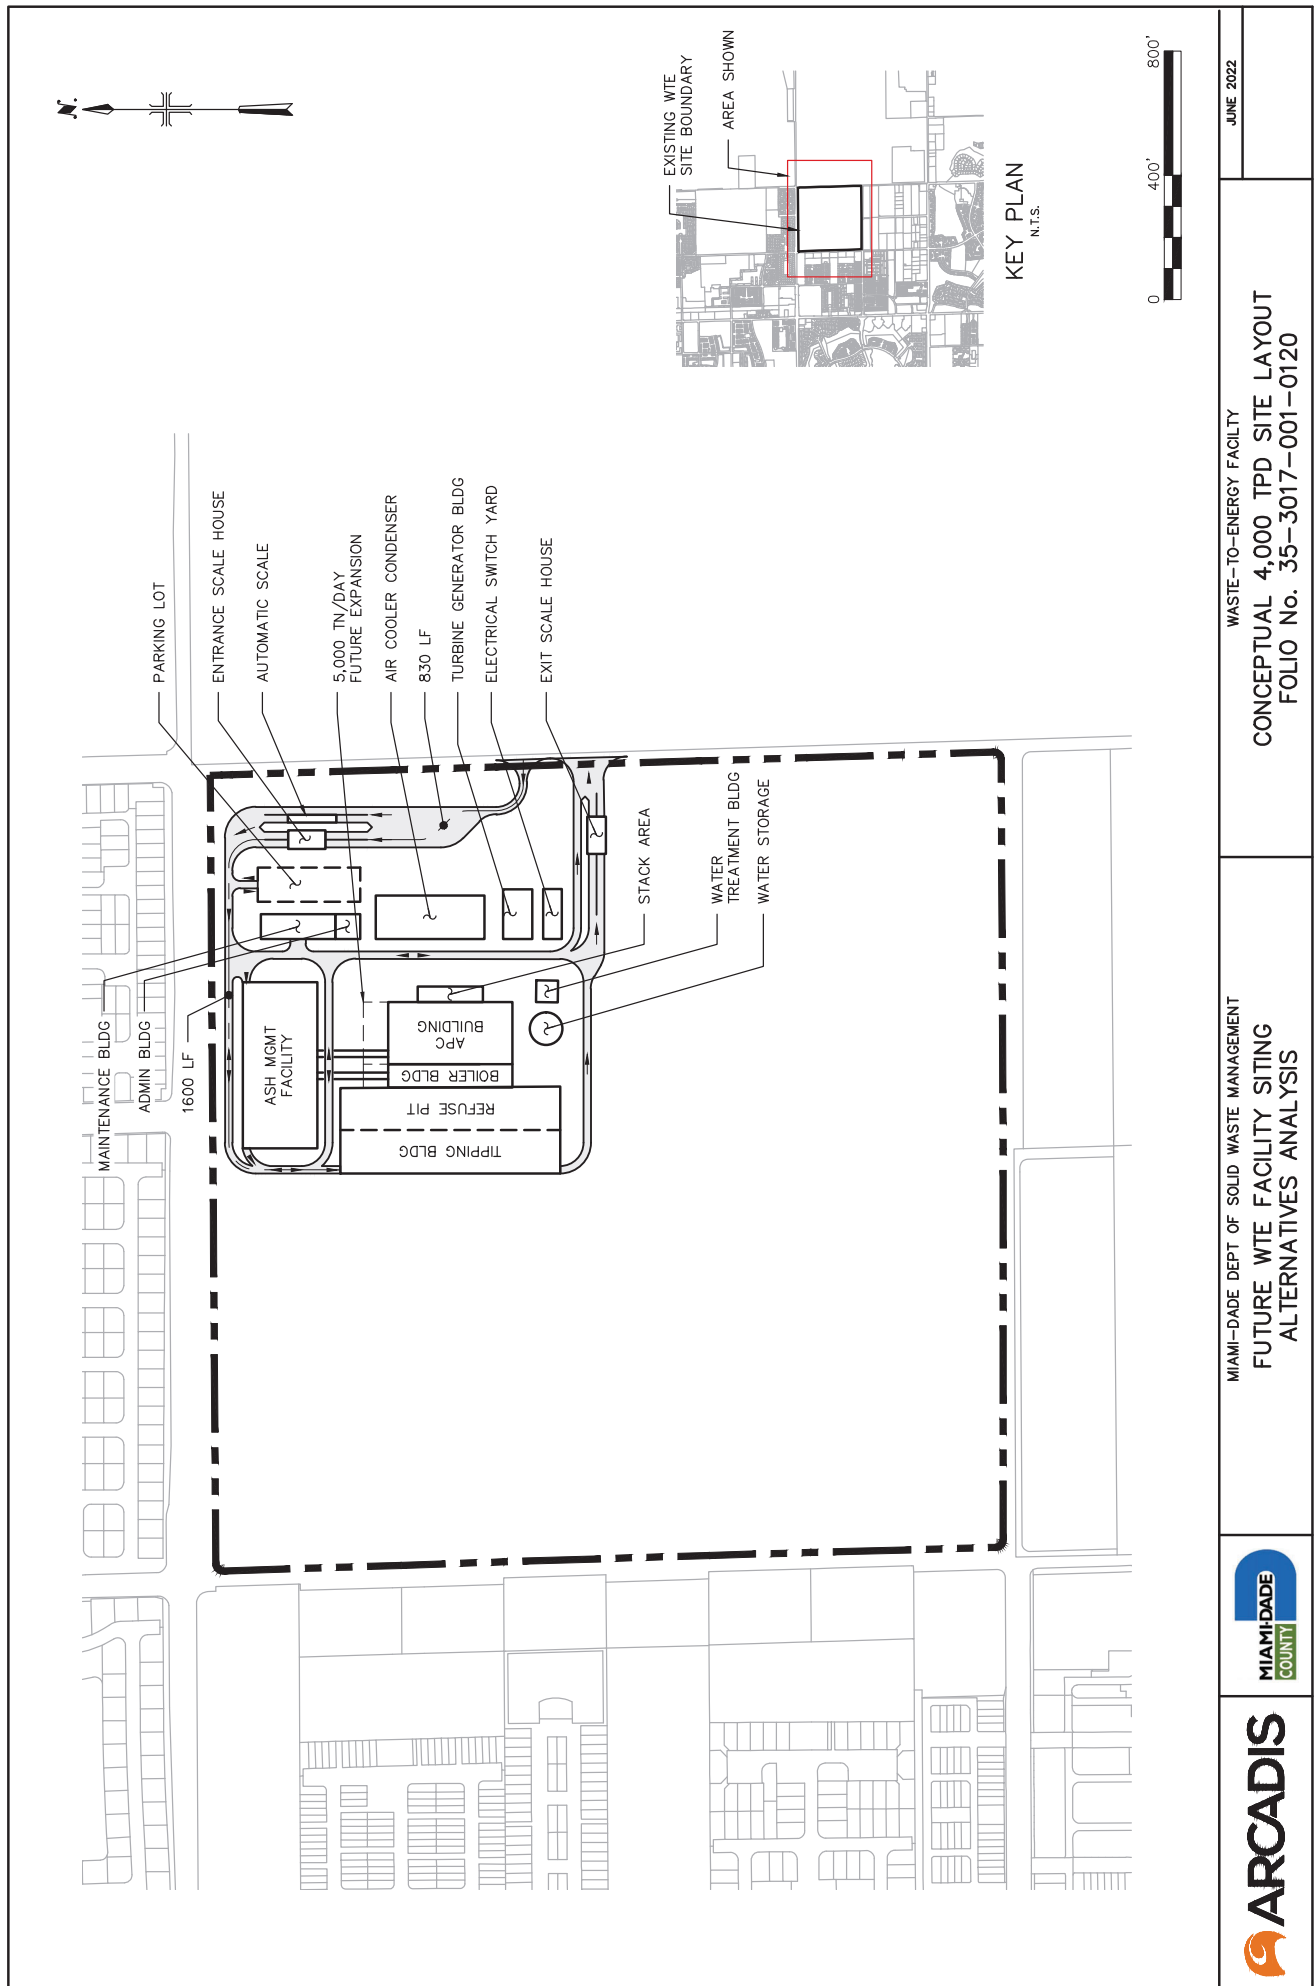 N.
PARKING LOT
ENTRANCE SCALE HOUSE
AUTOMATIC SCALE
5,000 TN/DAY
FUTURE EXPANSION
AIR COOLER CONDENSER
830 LF
TURBINE GENERATOR BLDG
ELECTRICAL SWITCH YARD
EXIT SCALE HOUSE
MAINTENANCE BLDG
ADMIN BLDG
1600 LF
ASH MGMT
FACILITY
APC
BUILDING
BOILER BLDG
REFUSE PIT
TIPPING BLDG
STACK AREA
WATER
TREATMENT BLDG
WATER STORAGE
EXISTING WTE
SITE BOUNDARY
AREA SHOWN
KEY PLAN
N.T.S.
0
400'
800'
ARCADIS
MIAMI-DADE
COUNTY
MIAMI-DADE DEPT OF SOLID WASTE MANAGEMENT
FUTURE WTE FACILITY SITING
ALTERNATIVES ANALYSIS
WASTE-TO-ENERGY FACILTY
CONCEPTUAL 4,000 TPD SITE LAYOUT
FOLIO No. 35-3017-001-0120
JUNE 2022